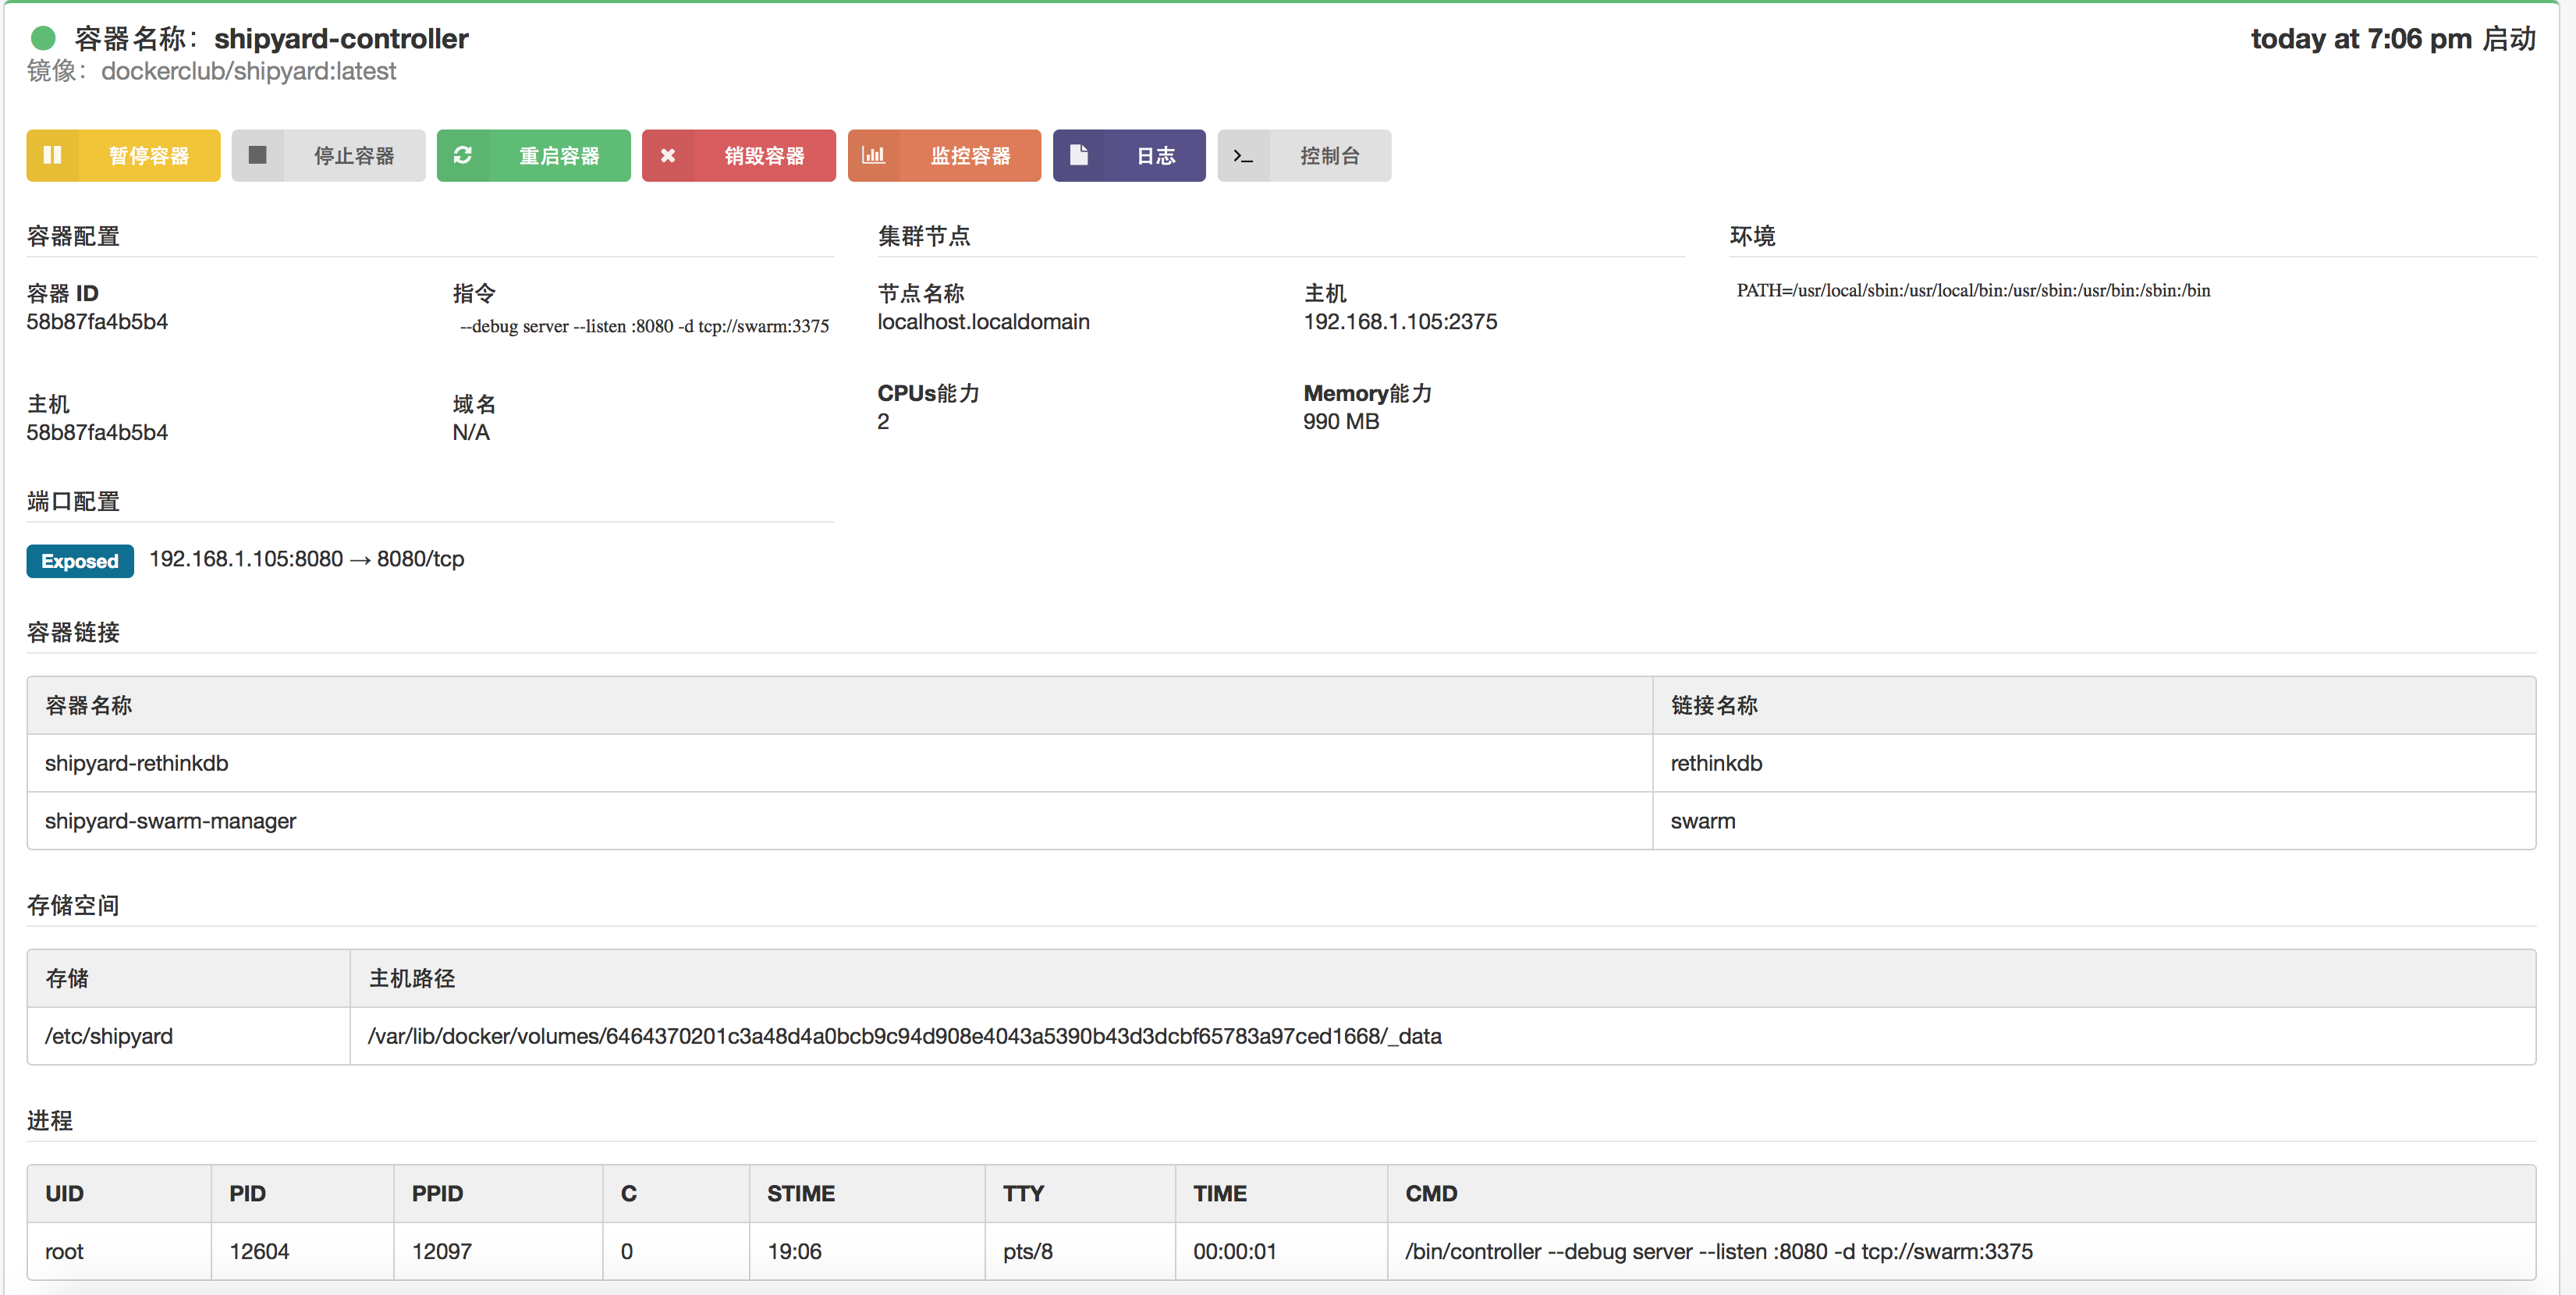 容器名称：shipyard-controller
today at 7:06 pm 启动
镜像：dockerclub/shipyard:latest
暂停容器 停止容器 重启容器 销毁容器 监控容器 日志 控制台
容器配置
容器 ID
58b87fa4b5b4
指令
--debug server --listen :8080 -d tcp://swarm:3375
主机
58b87fa4b5b4
域名
N/A
集群节点
节点名称
localhost.localdomain
主机
192.168.1.105:2375
CPUs能力
2
Memory能力
990 MB
环境
PATH=/usr/local/sbin:/usr/local/bin:/usr/sbin:/usr/bin:/sbin:/bin
端口配置
Exposed 192.168.1.105:8080 → 8080/tcp
容器链接
容器名称 链接名称
shipyard-rethinkdb rethinkdb
shipyard-swarm-manager swarm
存储空间
存储 主机路径
/etc/shipyard /var/lib/docker/volumes/6464370201c3a48d4a0bcb9c94d908e4043a5390b43d3dcbf65783a97ced1668/_data
进程
UID PID PPID C STIME TTY TIME CMD
root 12604 12097 0 19:06 pts/8 00:00:01 /bin/controller --debug server --listen :8080 -d tcp://swarm:3375